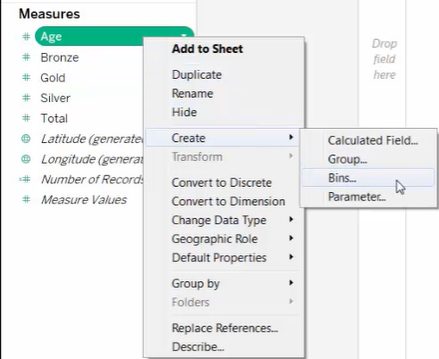 Measures
Age
Bronze
Gold
Silver
Total
Latitude (generate
Longitude (generat
Number of Records
Measure Values
Add to Sheet
Duplicate
Rename
Hide
Create
Transform
Convert to Discrete
Convert to Dimension
Change Data Type
Geographic Role
Default Properties
Group by
Folders
Replace References...
Describe...
Calculated Field...
Group...
Bins...
Parameter...
Drop
field
here